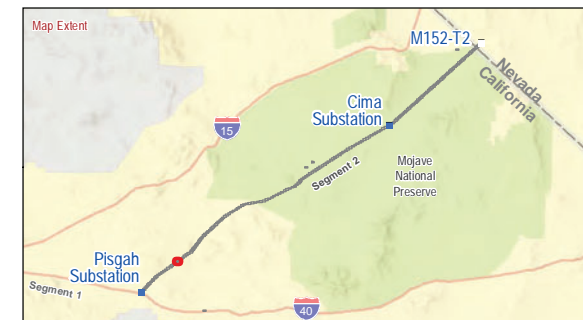 Map Extent
M152-T2
Nevada
California
Cima
Substation
15
Segment 2
Mojave
National
Preserve
Pisgah
Substation
Segment 1
40